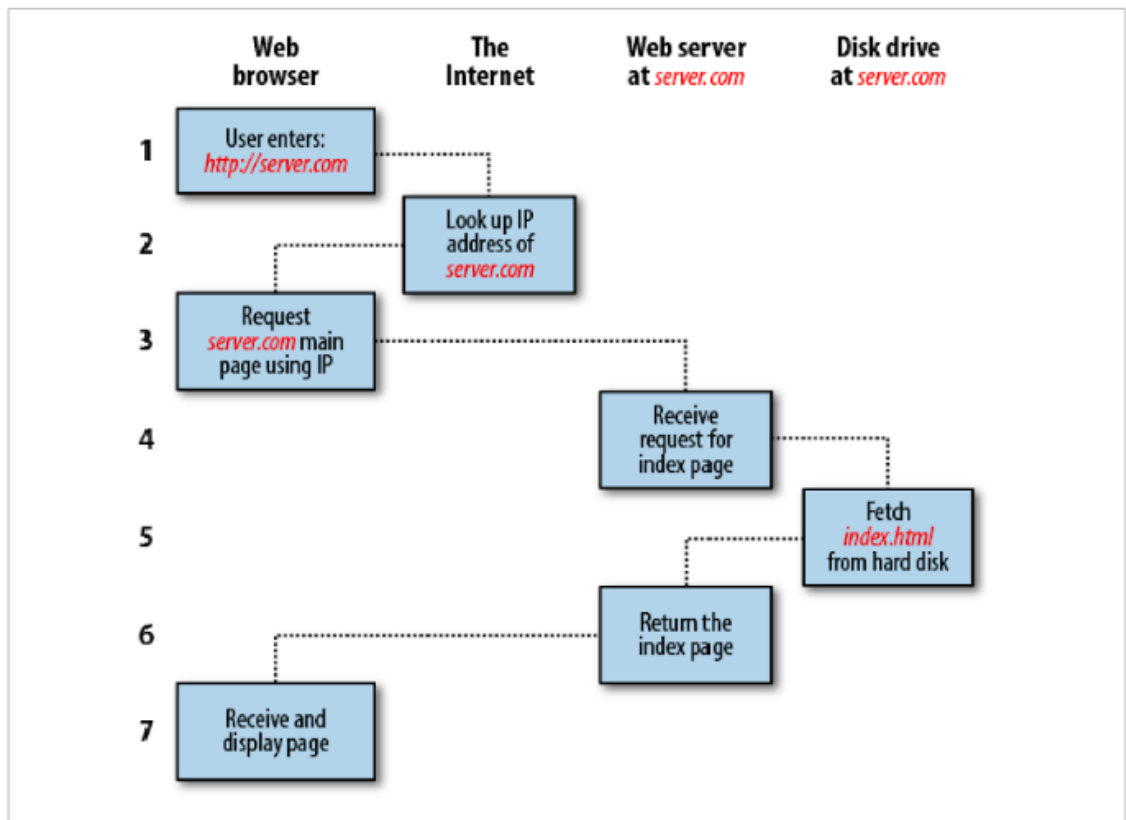 Web
browser
The
Internet
Web server
at server.com
Disk drive
at server.com
1
User enters:
http://server.com
2
Look up IP
address of
server.com
3
Request
server.com main
page using IP
4
Receive
request for
index page
5
Fetch
index.html
from hard disk
6
Return the
index page
7
Receive and
display page